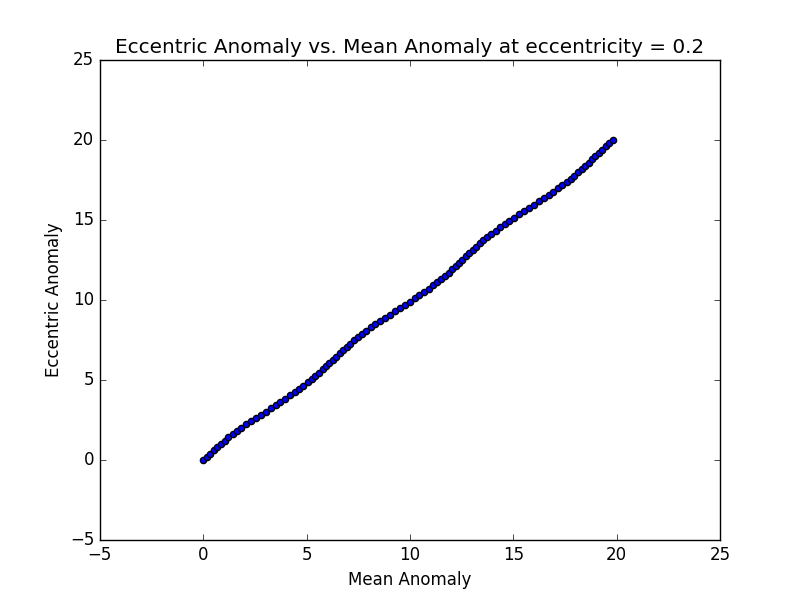 Eccentric Anomaly vs. Mean Anomaly at eccentricity = 0.2
25
20
15
10
5
0
−5
Eccentric Anomaly
−5 0 5 10 15 20 25
Mean Anomaly